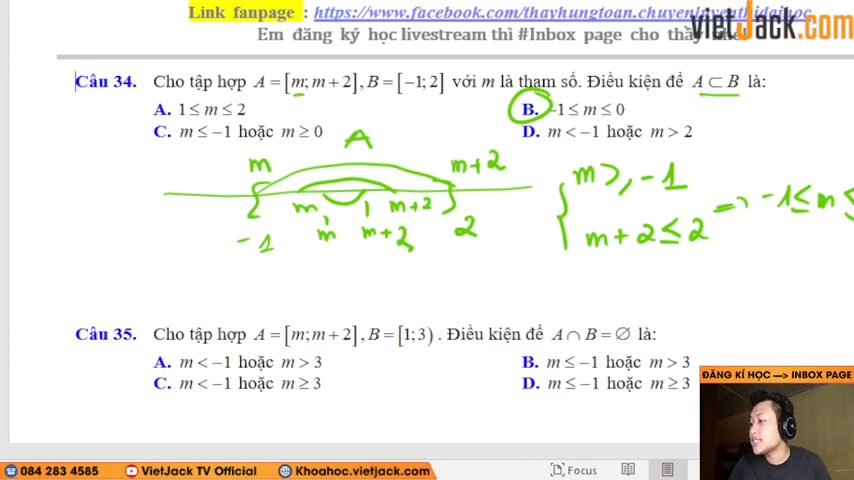 Link fanpage : https://www.facebook.com/thayhungtoan.chuyenluyenthidaihoc
vietJack.com
Em đăng ký học livestream thì #Inbox page cho thầy nhé!
Câu 34. Cho tập hợp A = [m; m + 2], B = [−1; 2] với m là tham số. Điều kiện để A ⊂ B là:
A. 1 ≤ m ≤ 2
B. −1 ≤ m ≤ 0
C. m ≤ −1 hoặc m ≥ 0
D. m < −1 hoặc m > 2
A
m m+2
m m+2
-1 m m+2 2
m ≥ -1
m + 2 ≤ 2
=> -1 ≤ m ≤
Câu 35. Cho tập hợp A = [m; m + 2], B = [1; 3). Điều kiện để A ∩ B = ∅ là:
A. m < −1 hoặc m > 3
B. m ≤ −1 hoặc m > 3
C. m < −1 hoặc m ≥ 3
D. m ≤ −1 hoặc m ≥ 3
ĐĂNG KÍ HỌC ---> INBOX PAGE
084 283 4585 VietJack TV Official Khoahoc.vietjack.com
Focus